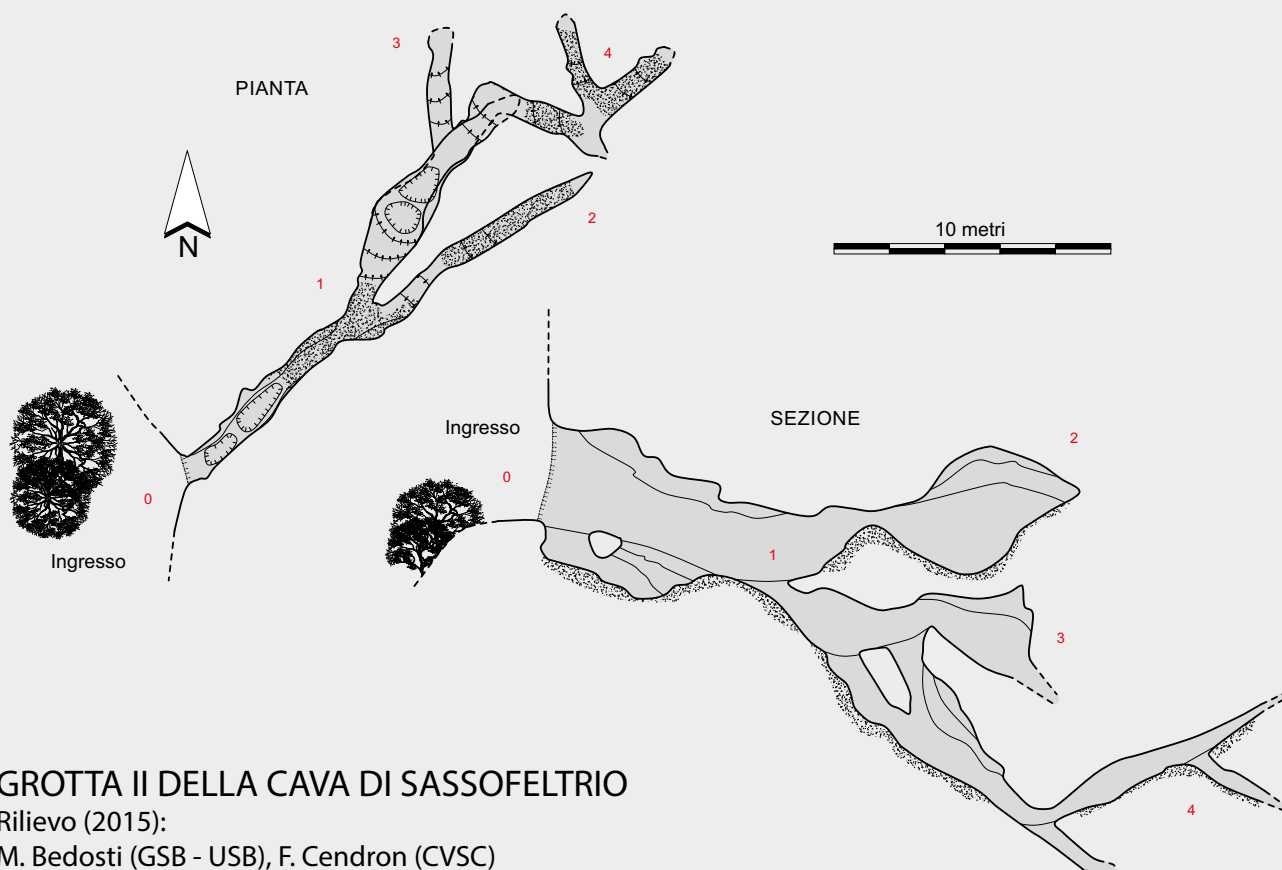 PIANTA
3
4
N
2
1
10 metri
0
Ingresso
SEZIONE
Ingresso
0
2
1
3
4
GROTTA II DELLA CAVA DI SASSOFELTRIO
Rilievo (2015):
M. Bedosti (GSB - USB), F. Cendron (CVSC)